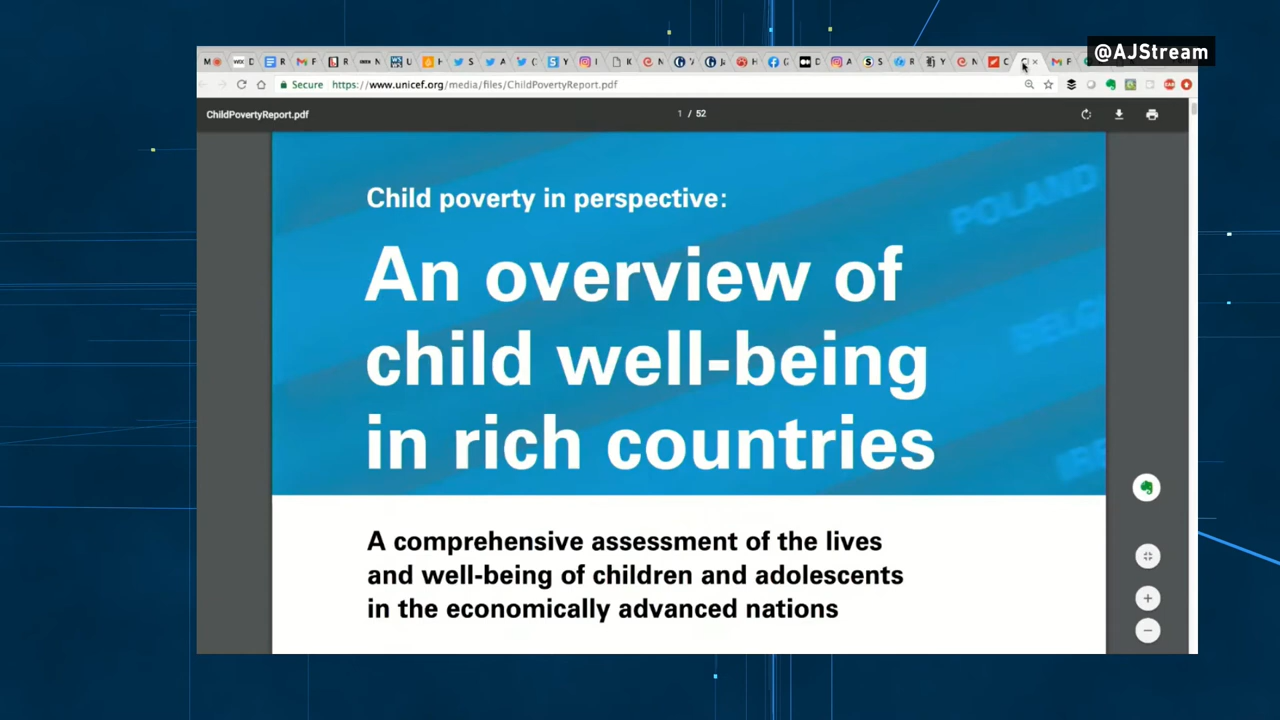 @AJStream
Secure https://www.unicef.org/media/files/ChildPovertyReport.pdf
ChildPovertyReport.pdf
1 / 52
POLAND
Child poverty in perspective:
An overview of
child well-being
in rich countries
A comprehensive assessment of the lives
and well-being of children and adolescents
in the economically advanced nations